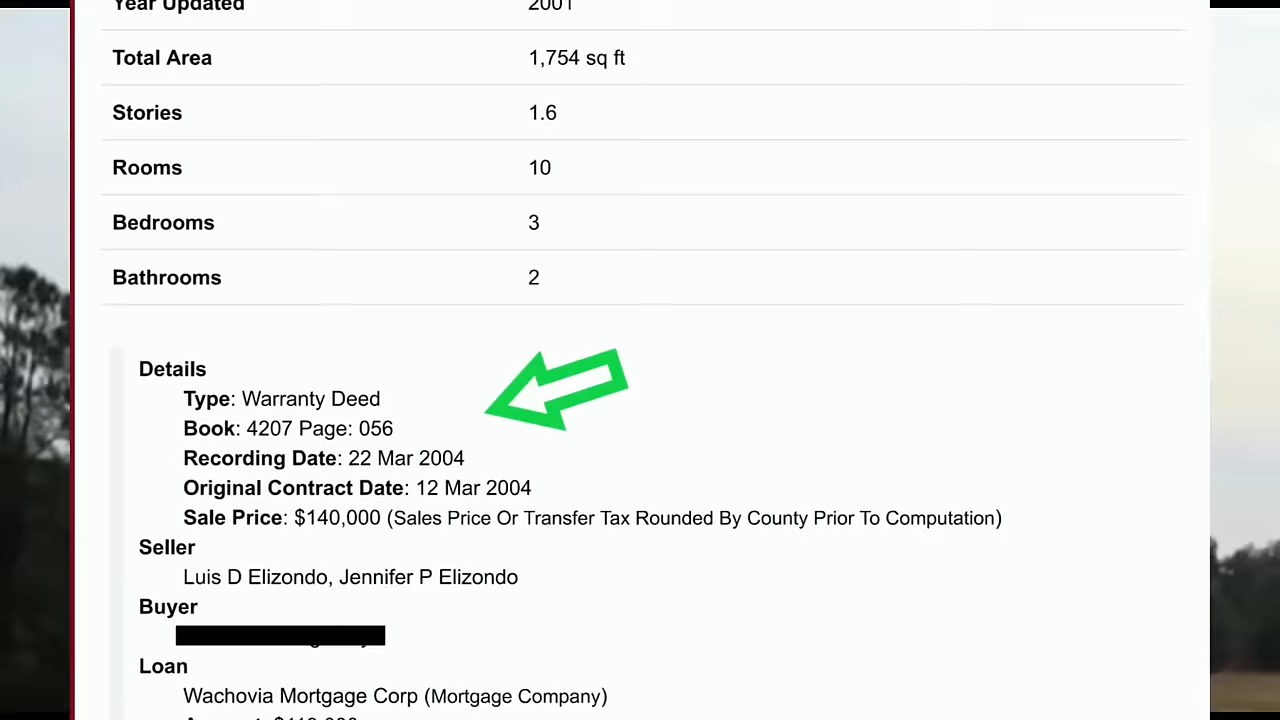 Year Updated 2001
Total Area 1,754 sq ft
Stories 1.6
Rooms 10
Bedrooms 3
Bathrooms 2
Details
Type: Warranty Deed
Book: 4207 Page: 056
Recording Date: 22 Mar 2004
Original Contract Date: 12 Mar 2004
Sale Price: $140,000 (Sales Price Or Transfer Tax Rounded By County Prior To Computation)
Seller
Luis D Elizondo, Jennifer P Elizondo
Buyer
Loan
Wachovia Mortgage Corp (Mortgage Company)